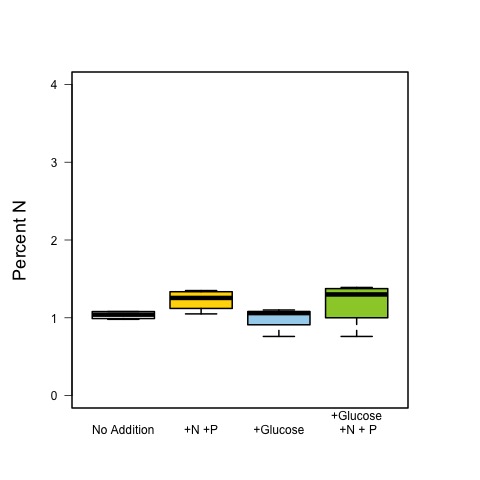 4
3
2
1
0
Percent N
No Addition
+N +P
+Glucose
+Glucose
+N + P